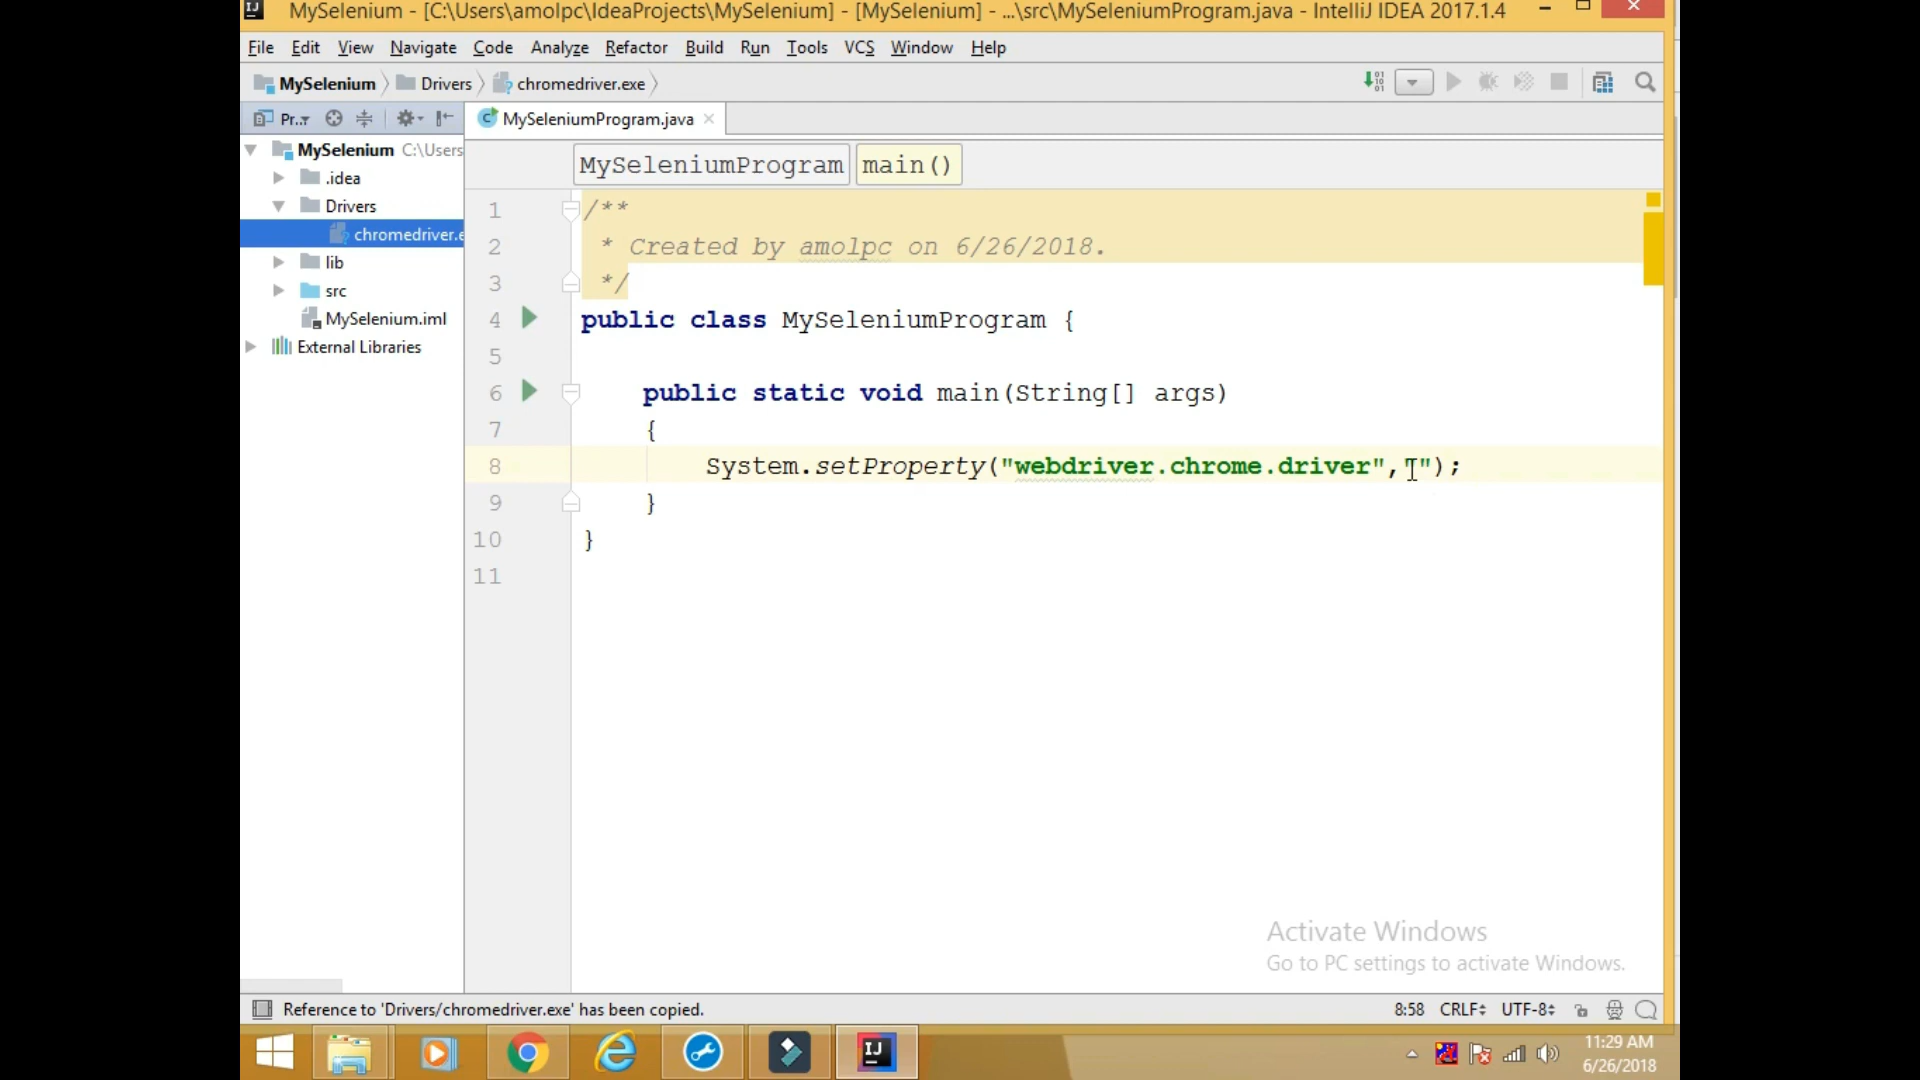 MySelenium - [C:\Users\amolpc\IdeaProjects\MySelenium] - [MySelenium] - ...\src\MySeleniumProgram.java - IntelliJ IDEA 2017.1.4
File Edit View Navigate Code Analyze Refactor Build Run Tools VCS Window Help
MySelenium Drivers chromedriver.exe
Pr.. MySeleniumProgram.java
MySelenium C:\Users
.idea
Drivers
chromedriver.e
lib
src
MySelenium.iml
External Libraries
MySeleniumProgram main()
1 /**
2 * Created by amolpc on 6/26/2018.
3 */
4 public class MySeleniumProgram {
5
6 public static void main(String[] args)
7 {
8 System.setProperty("webdriver.chrome.driver","");
9 }
10 }
11
Activate Windows
Go to PC settings to activate Windows.
Reference to 'Drivers/chromedriver.exe' has been copied. 8:58 CRLF UTF-8
IJ
11:29 AM
6/26/2018